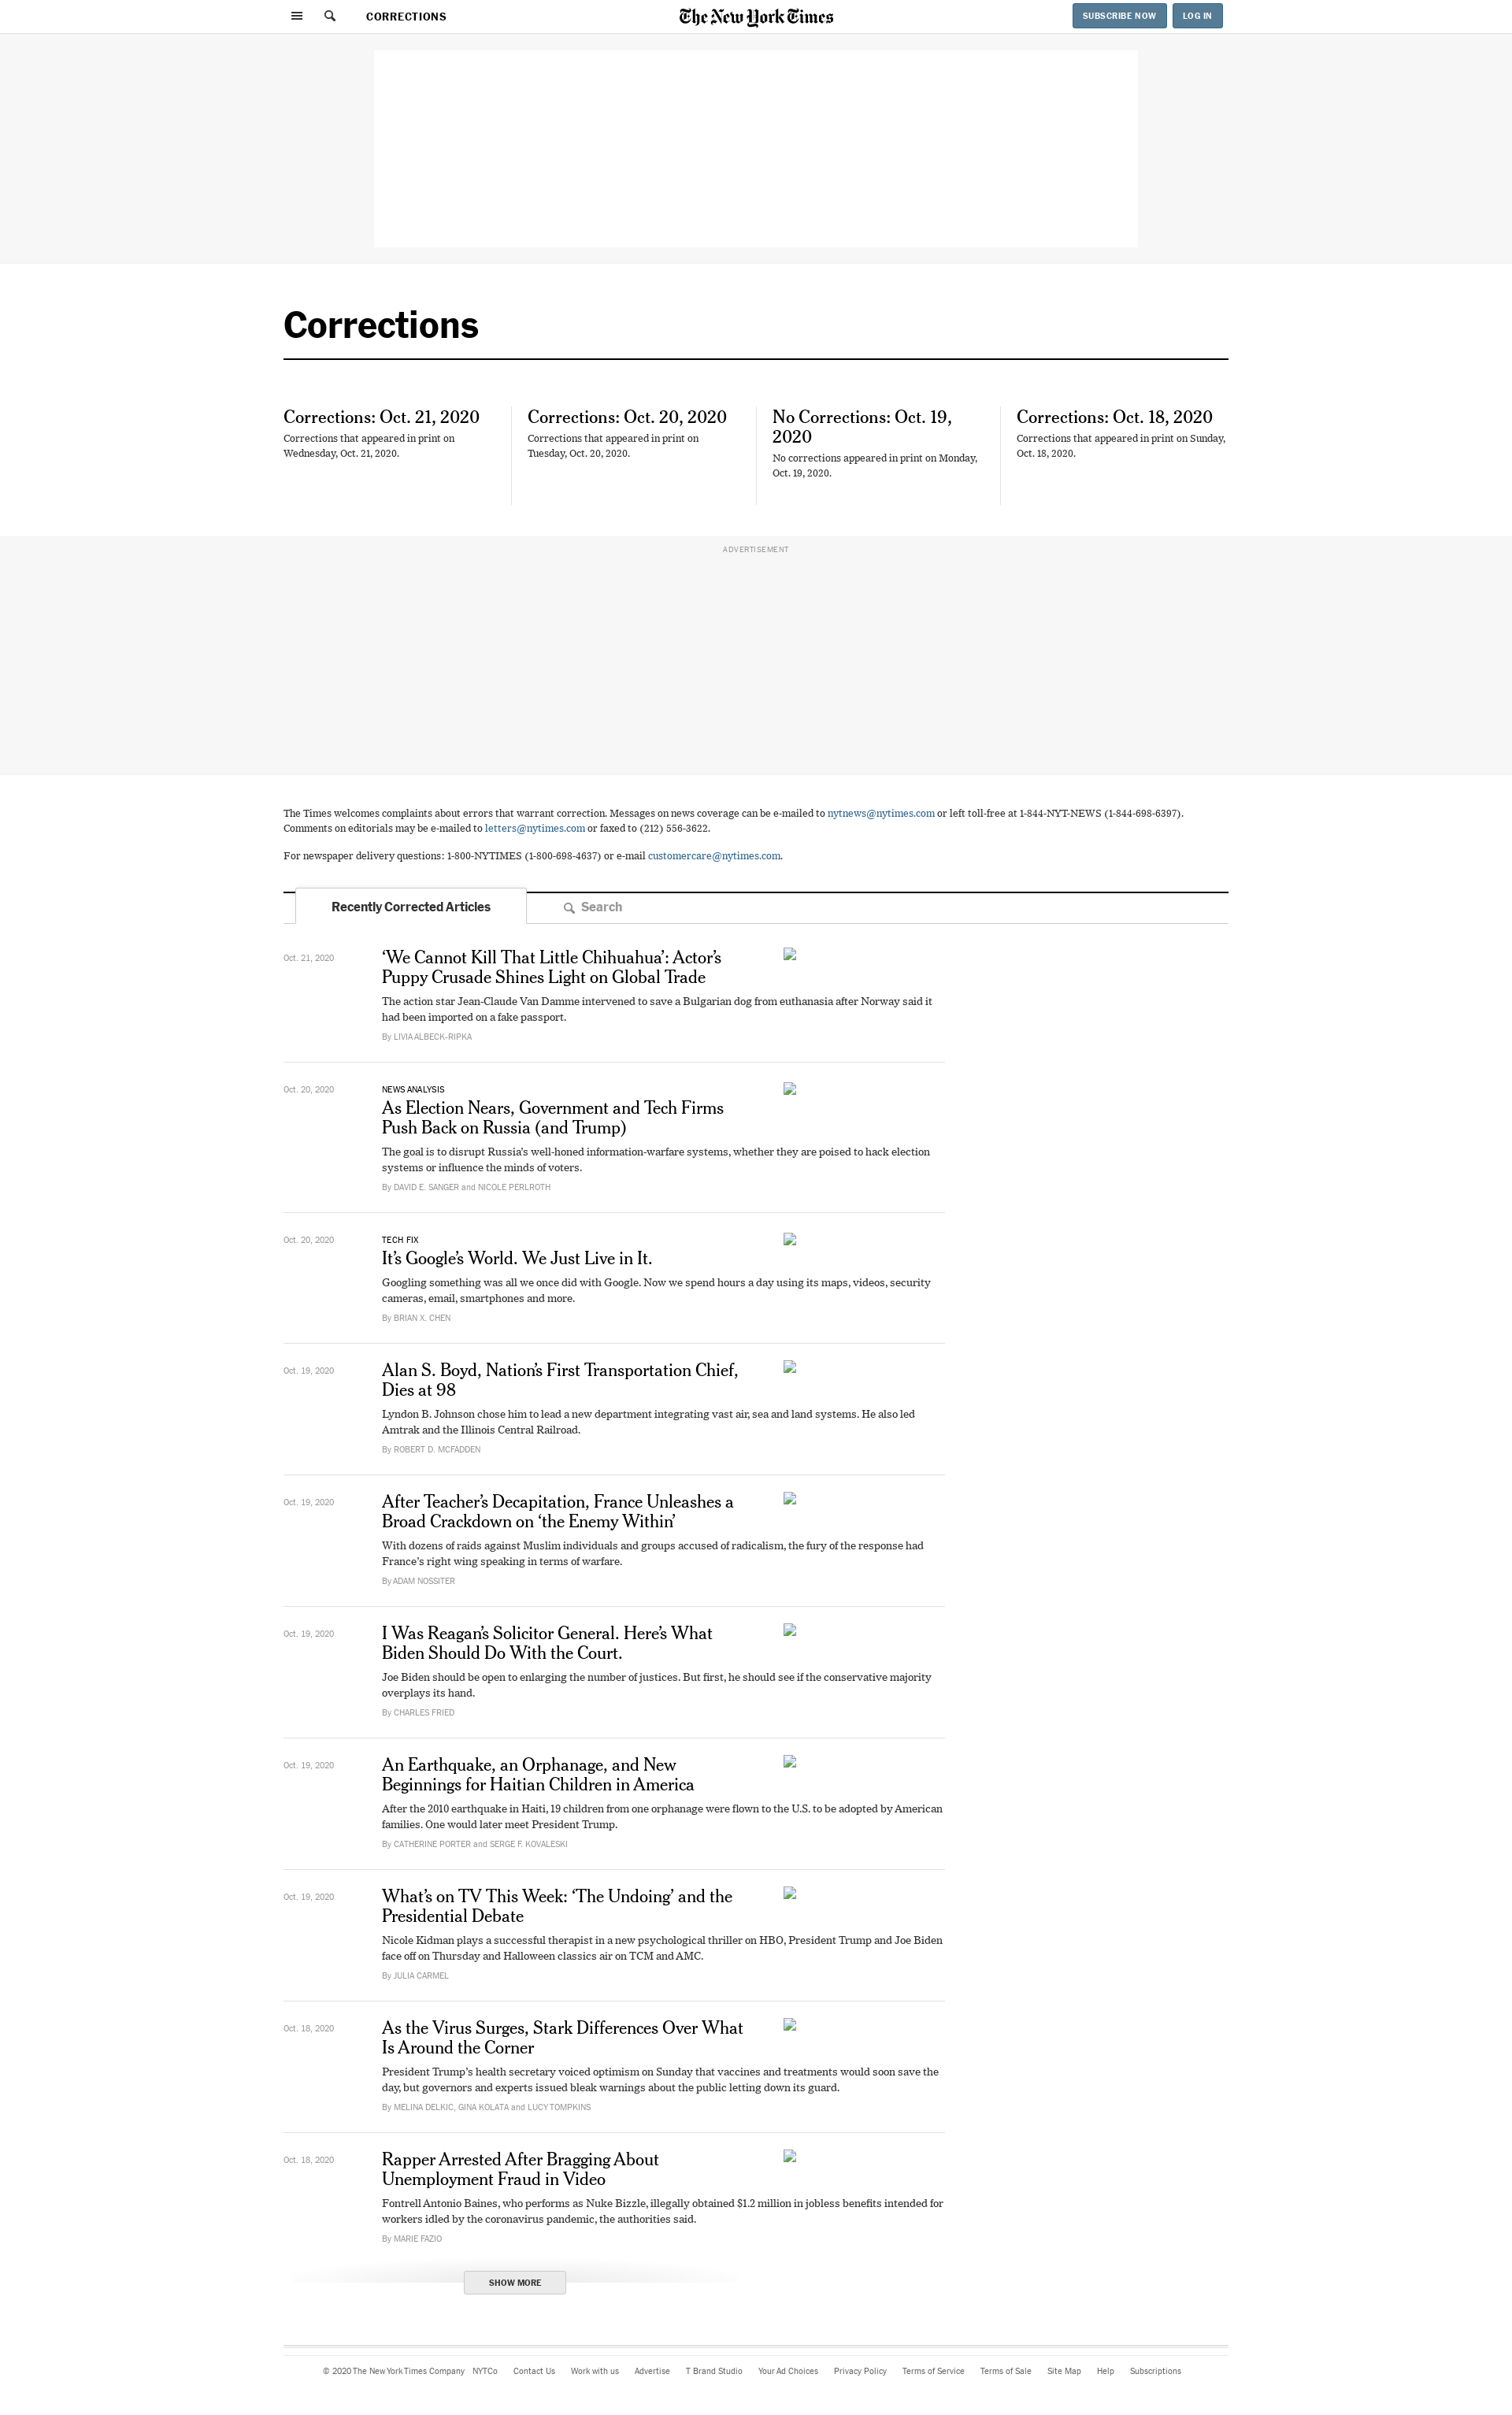 CORRECTIONS
The New York Times
SUBSCRIBE NOW
LOG IN
Corrections
Corrections: Oct. 21, 2020
Corrections that appeared in print on
Wednesday, Oct. 21, 2020.
Corrections: Oct. 20, 2020
Corrections that appeared in print on
Tuesday, Oct. 20, 2020.
No Corrections: Oct. 19,
2020
No corrections appeared in print on Monday,
Oct. 19, 2020.
Corrections: Oct. 18, 2020
Corrections that appeared in print on Sunday,
Oct. 18, 2020.
ADVERTISEMENT
The Times welcomes complaints about errors that warrant correction. Messages on news coverage can be e-mailed to nytnews@nytimes.com or left toll-free at 1-844-NYT-NEWS (1-844-698-6397).
Comments on editorials may be e-mailed to letters@nytimes.com or faxed to (212) 556-3622.
For newspaper delivery questions: 1-800-NYTIMES (1-800-698-4637) or e-mail customercare@nytimes.com.
Recently Corrected Articles
Search
Oct. 21, 2020
‘We Cannot Kill That Little Chihuahua’: Actor’s
Puppy Crusade Shines Light on Global Trade
The action star Jean-Claude Van Damme intervened to save a Bulgarian dog from euthanasia after Norway said it
had been imported on a fake passport.
By LIVIA ALBECK-RIPKA
Oct. 20, 2020
NEWS ANALYSIS
As Election Nears, Government and Tech Firms
Push Back on Russia (and Trump)
The goal is to disrupt Russia’s well-honed information-warfare systems, whether they are poised to hack election
systems or influence the minds of voters.
By DAVID E. SANGER and NICOLE PERLROTH
Oct. 20, 2020
TECH FIX
It’s Google’s World. We Just Live in It.
Googling something was all we once did with Google. Now we spend hours a day using its maps, videos, security
cameras, email, smartphones and more.
By BRIAN X. CHEN
Oct. 19, 2020
Alan S. Boyd, Nation’s First Transportation Chief,
Dies at 98
Lyndon B. Johnson chose him to lead a new department integrating vast air, sea and land systems. He also led
Amtrak and the Illinois Central Railroad.
By ROBERT D. MCFADDEN
Oct. 19, 2020
After Teacher’s Decapitation, France Unleashes a
Broad Crackdown on ‘the Enemy Within’
With dozens of raids against Muslim individuals and groups accused of radicalism, the fury of the response had
France’s right wing speaking in terms of warfare.
By ADAM NOSSITER
Oct. 19, 2020
I Was Reagan’s Solicitor General. Here’s What
Biden Should Do With the Court.
Joe Biden should be open to enlarging the number of justices. But first, he should see if the conservative majority
overplays its hand.
By CHARLES FRIED
Oct. 19, 2020
An Earthquake, an Orphanage, and New
Beginnings for Haitian Children in America
After the 2010 earthquake in Haiti, 19 children from one orphanage were flown to the U.S. to be adopted by American
families. One would later meet President Trump.
By CATHERINE PORTER and SERGE F. KOVALESKI
Oct. 19, 2020
What’s on TV This Week: ‘The Undoing’ and the
Presidential Debate
Nicole Kidman plays a successful therapist in a new psychological thriller on HBO, President Trump and Joe Biden
face off on Thursday and Halloween classics air on TCM and AMC.
By JULIA CARMEL
Oct. 18, 2020
As the Virus Surges, Stark Differences Over What
Is Around the Corner
President Trump’s health secretary voiced optimism on Sunday that vaccines and treatments would soon save the
day, but governors and experts issued bleak warnings about the public letting down its guard.
By MELINA DELKIC, GINA KOLATA and LUCY TOMPKINS
Oct. 18, 2020
Rapper Arrested After Bragging About
Unemployment Fraud in Video
Fontrell Antonio Baines, who performs as Nuke Bizzle, illegally obtained $1.2 million in jobless benefits intended for
workers idled by the coronavirus pandemic, the authorities said.
By MARIE FAZIO
SHOW MORE
© 2020 The New York Times Company NYTCo Contact Us Work with us Advertise T Brand Studio Your Ad Choices Privacy Policy Terms of Service Terms of Sale Site Map Help Subscriptions